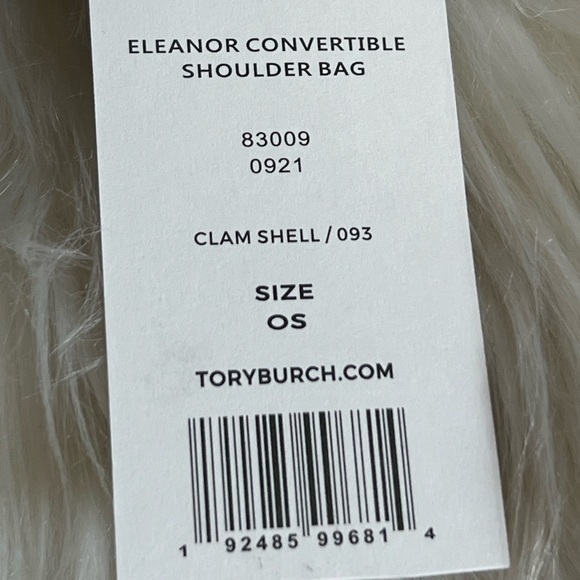 ELEANOR CONVERTIBLE
SHOULDER BAG
83009
0921
CLAM SHELL / 093
SIZE
OS
TORYBURCH.COM
1 92485 99681 4